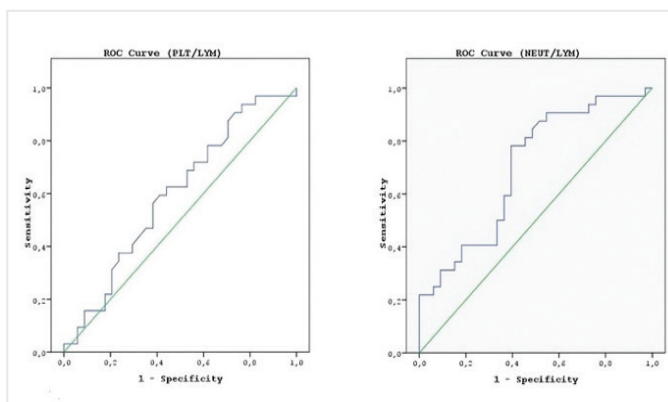 ROC Curve (PLT/LYM)
1,0
0,8
0,6
0,4
0,2
0,0
Sensitivity
0,0 0,2 0,4 0,6 0,8 1,0
1 - Specificity
ROC Curve (NEUT/LYM)
1,0
0,8
0,6
0,4
0,2
0,0
Sensitivity
0,0 0,2 0,4 0,6 0,8 1,0
1 - Specificity